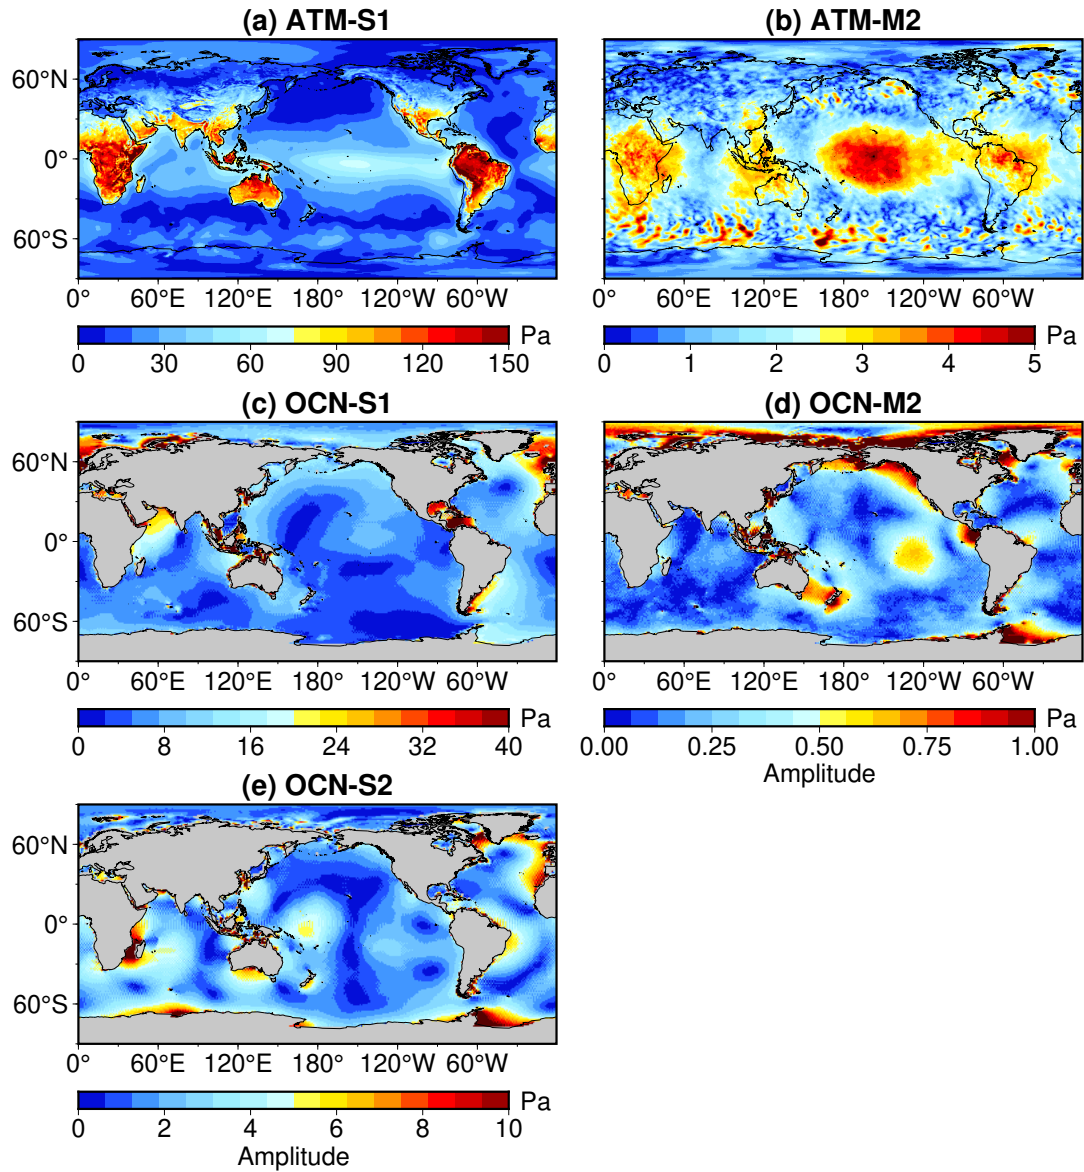 (a) ATM-S1
(b) ATM-M2
60°N
0°
60°S
0° 60°E 120°E 180° 120°W 60°W
0° 60°E 120°E 180° 120°W 60°W
0 30 60 90 120 150 Pa
0 1 2 3 4 5 Pa
(c) OCN-S1
(d) OCN-M2
60°N
0°
60°S
0° 60°E 120°E 180° 120°W 60°W
0° 60°E 120°E 180° 120°W 60°W
0 8 16 24 32 40 Pa
0.00 0.25 0.50 0.75 1.00 Pa
Amplitude
(e) OCN-S2
60°N
0°
60°S
0° 60°E 120°E 180° 120°W 60°W
0 2 4 6 8 10 Pa
Amplitude